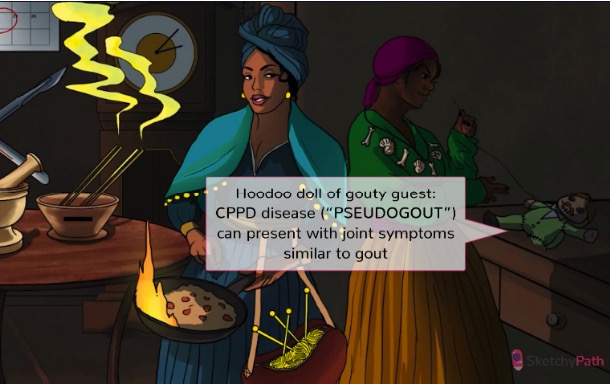 Hoodoo doll of gouty guest:
CPPD disease (“PSEUDOGOUT”)
can present with joint symptoms
similar to gout
SketchyPath